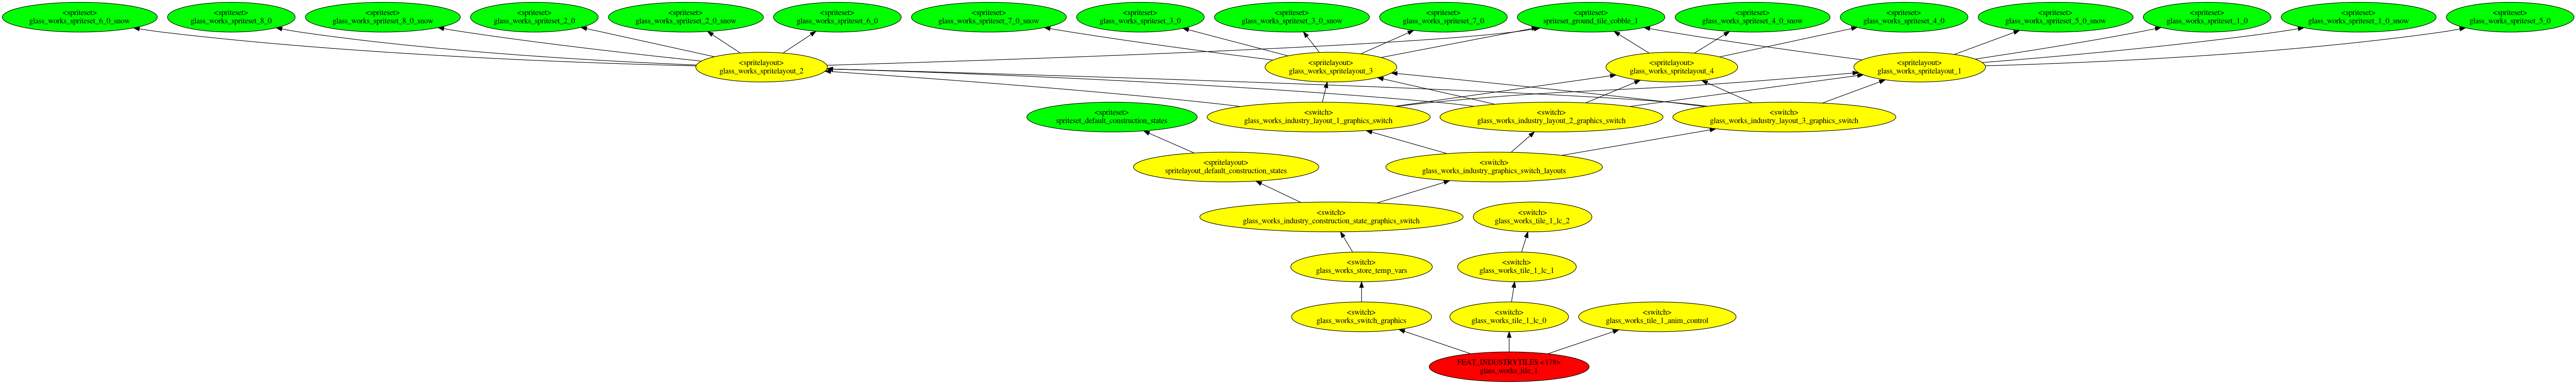 <spriteset>
glass_works_spriteset_6_0_snow
<spriteset>
glass_works_spriteset_8_0
<spriteset>
glass_works_spriteset_8_0_snow
<spriteset>
glass_works_spriteset_2_0
<spriteset>
glass_works_spriteset_2_0_snow
<spriteset>
glass_works_spriteset_6_0
<spriteset>
glass_works_spriteset_7_0_snow
<spriteset>
glass_works_spriteset_3_0
<spriteset>
glass_works_spriteset_3_0_snow
<spriteset>
glass_works_spriteset_7_0
<spriteset>
spriteset_ground_tile_cobble_1
<spriteset>
glass_works_spriteset_4_0_snow
<spriteset>
glass_works_spriteset_4_0
<spriteset>
glass_works_spriteset_5_0_snow
<spriteset>
glass_works_spriteset_1_0
<spriteset>
glass_works_spriteset_1_0_snow
<spriteset>
glass_works_spriteset_5_0
<spritelayout>
glass_works_spritelayout_2
<spritelayout>
glass_works_spritelayout_3
<spritelayout>
glass_works_spritelayout_4
<spritelayout>
glass_works_spritelayout_1
<spriteset>
spriteset_default_construction_states
<switch>
glass_works_industry_layout_1_graphics_switch
<switch>
glass_works_industry_layout_2_graphics_switch
<switch>
glass_works_industry_layout_3_graphics_switch
<spritelayout>
spritelayout_default_construction_states
<switch>
glass_works_industry_graphics_switch_layouts
<switch>
glass_works_industry_construction_state_graphics_switch
<switch>
glass_works_tile_1_lc_2
<switch>
glass_works_store_temp_vars
<switch>
glass_works_tile_1_lc_1
<switch>
glass_works_switch_graphics
<switch>
glass_works_tile_1_lc_0
<switch>
glass_works_tile_1_anim_control
FEAT_INDUSTRYTILES <178>
glass_works_tile_1